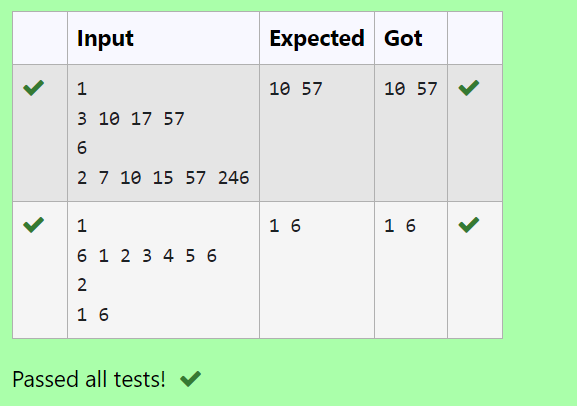 Input Expected Got
1 10 57 10 57
3 10 17 57
6
2 7 10 15 57 246
1 1 6 1 6
6 1 2 3 4 5 6
2
1 6
Passed all tests!